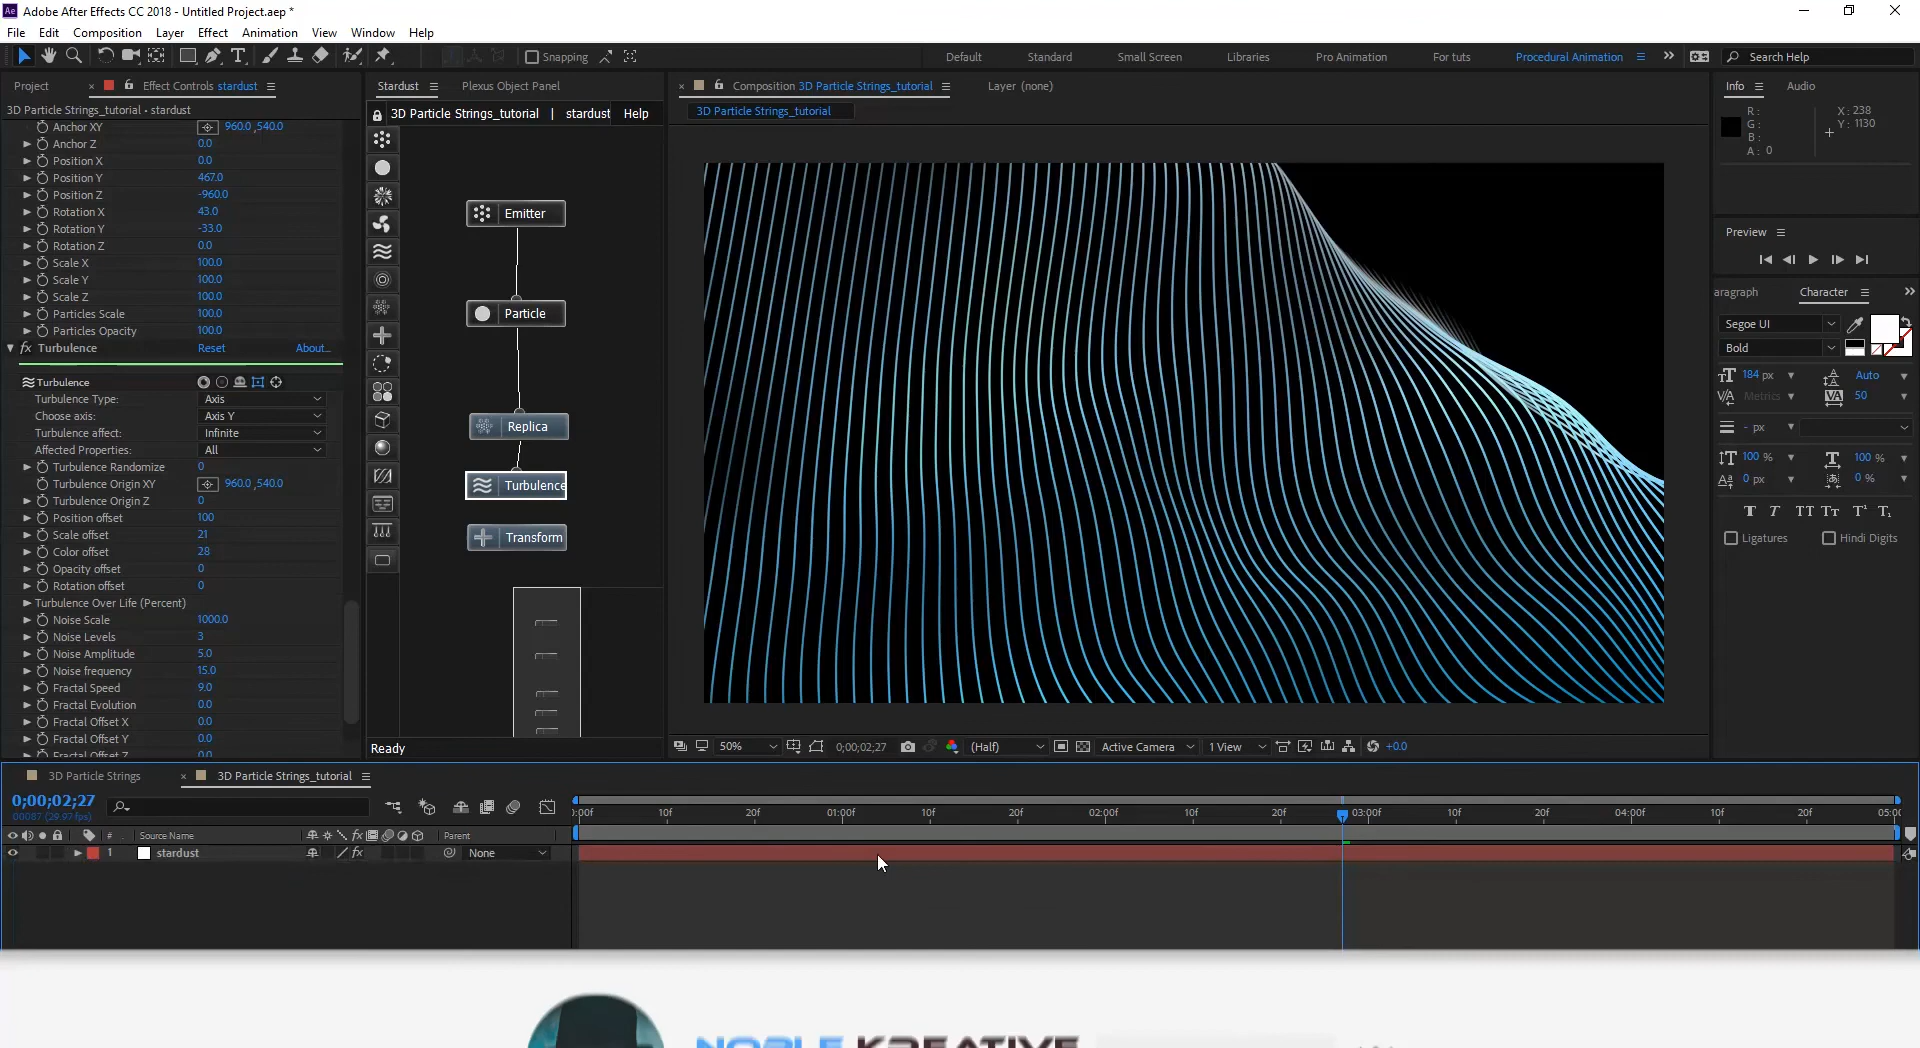 Adobe After Effects CC 2018 - Untitled Project.aep *
File Edit Composition Layer Effect Animation View Window Help
Snapping
Default Standard Small Screen Libraries Pro Animation For tuts Procedural Animation Search Help
Project Effect Controls stardust
3D Particle Strings_tutorial • stardust
Anchor XY 960.0 ,540.0
Anchor Z 0.0
Position X 0.0
Position Y 467.0
Position Z -960.0
Rotation X 43.0
Rotation Y -33.0
Rotation Z 0.0
Scale X 100.0
Scale Y 100.0
Scale Z 100.0
Particles Scale 100.0
Particles Opacity 100.0
fx Turbulence Reset About...
Turbulence
Turbulence Type: Axis
Choose axis: Axis Y
Turbulence affect: Infinite
Affected Properties: All
Turbulence Randomize 0
Turbulence Origin XY 960.0 ,540.0
Turbulence Origin Z 0
Position offset 100
Scale offset 21
Color offset 28
Opacity offset 0
Rotation offset 0
Turbulence Over Life (Percent)
Noise Scale 1000.0
Noise Levels 3
Noise Amplitude 5.0
Noise frequency 15.0
Fractal Speed 9.0
Fractal Evolution 0.0
Fractal Offset X 0.0
Fractal Offset Y 0.0
Fractal Offset Z 0.0
Stardust Plexus Object Panel
3D Particle Strings_tutorial | stardust Help
Emitter
Particle
Replica
Turbulence
Transform
Ready
Composition 3D Particle Strings_tutorial Layer (none)
3D Particle Strings_tutorial
50% 0;00;02;27 (Half) Active Camera 1 View +0.0
Info Audio
R:
G:
B:
A: 0
X: 238
Y: 1130
Preview
aragraph Character
Segoe UI
Bold
184 px Auto
Metrics 50
- px
100 % 100 %
0 px 0 %
Ligatures Hindi Digits
3D Particle Strings 3D Particle Strings_tutorial
0;00;02;27
00087 (29.97 fps)
:00f 10f 20f 01:00f 10f 20f 02:00f 10f 20f 03:00f 10f 20f 04:00f 10f 20f 05:00
# Source Name Parent
1 stardust None
NOBLE KREATIVE